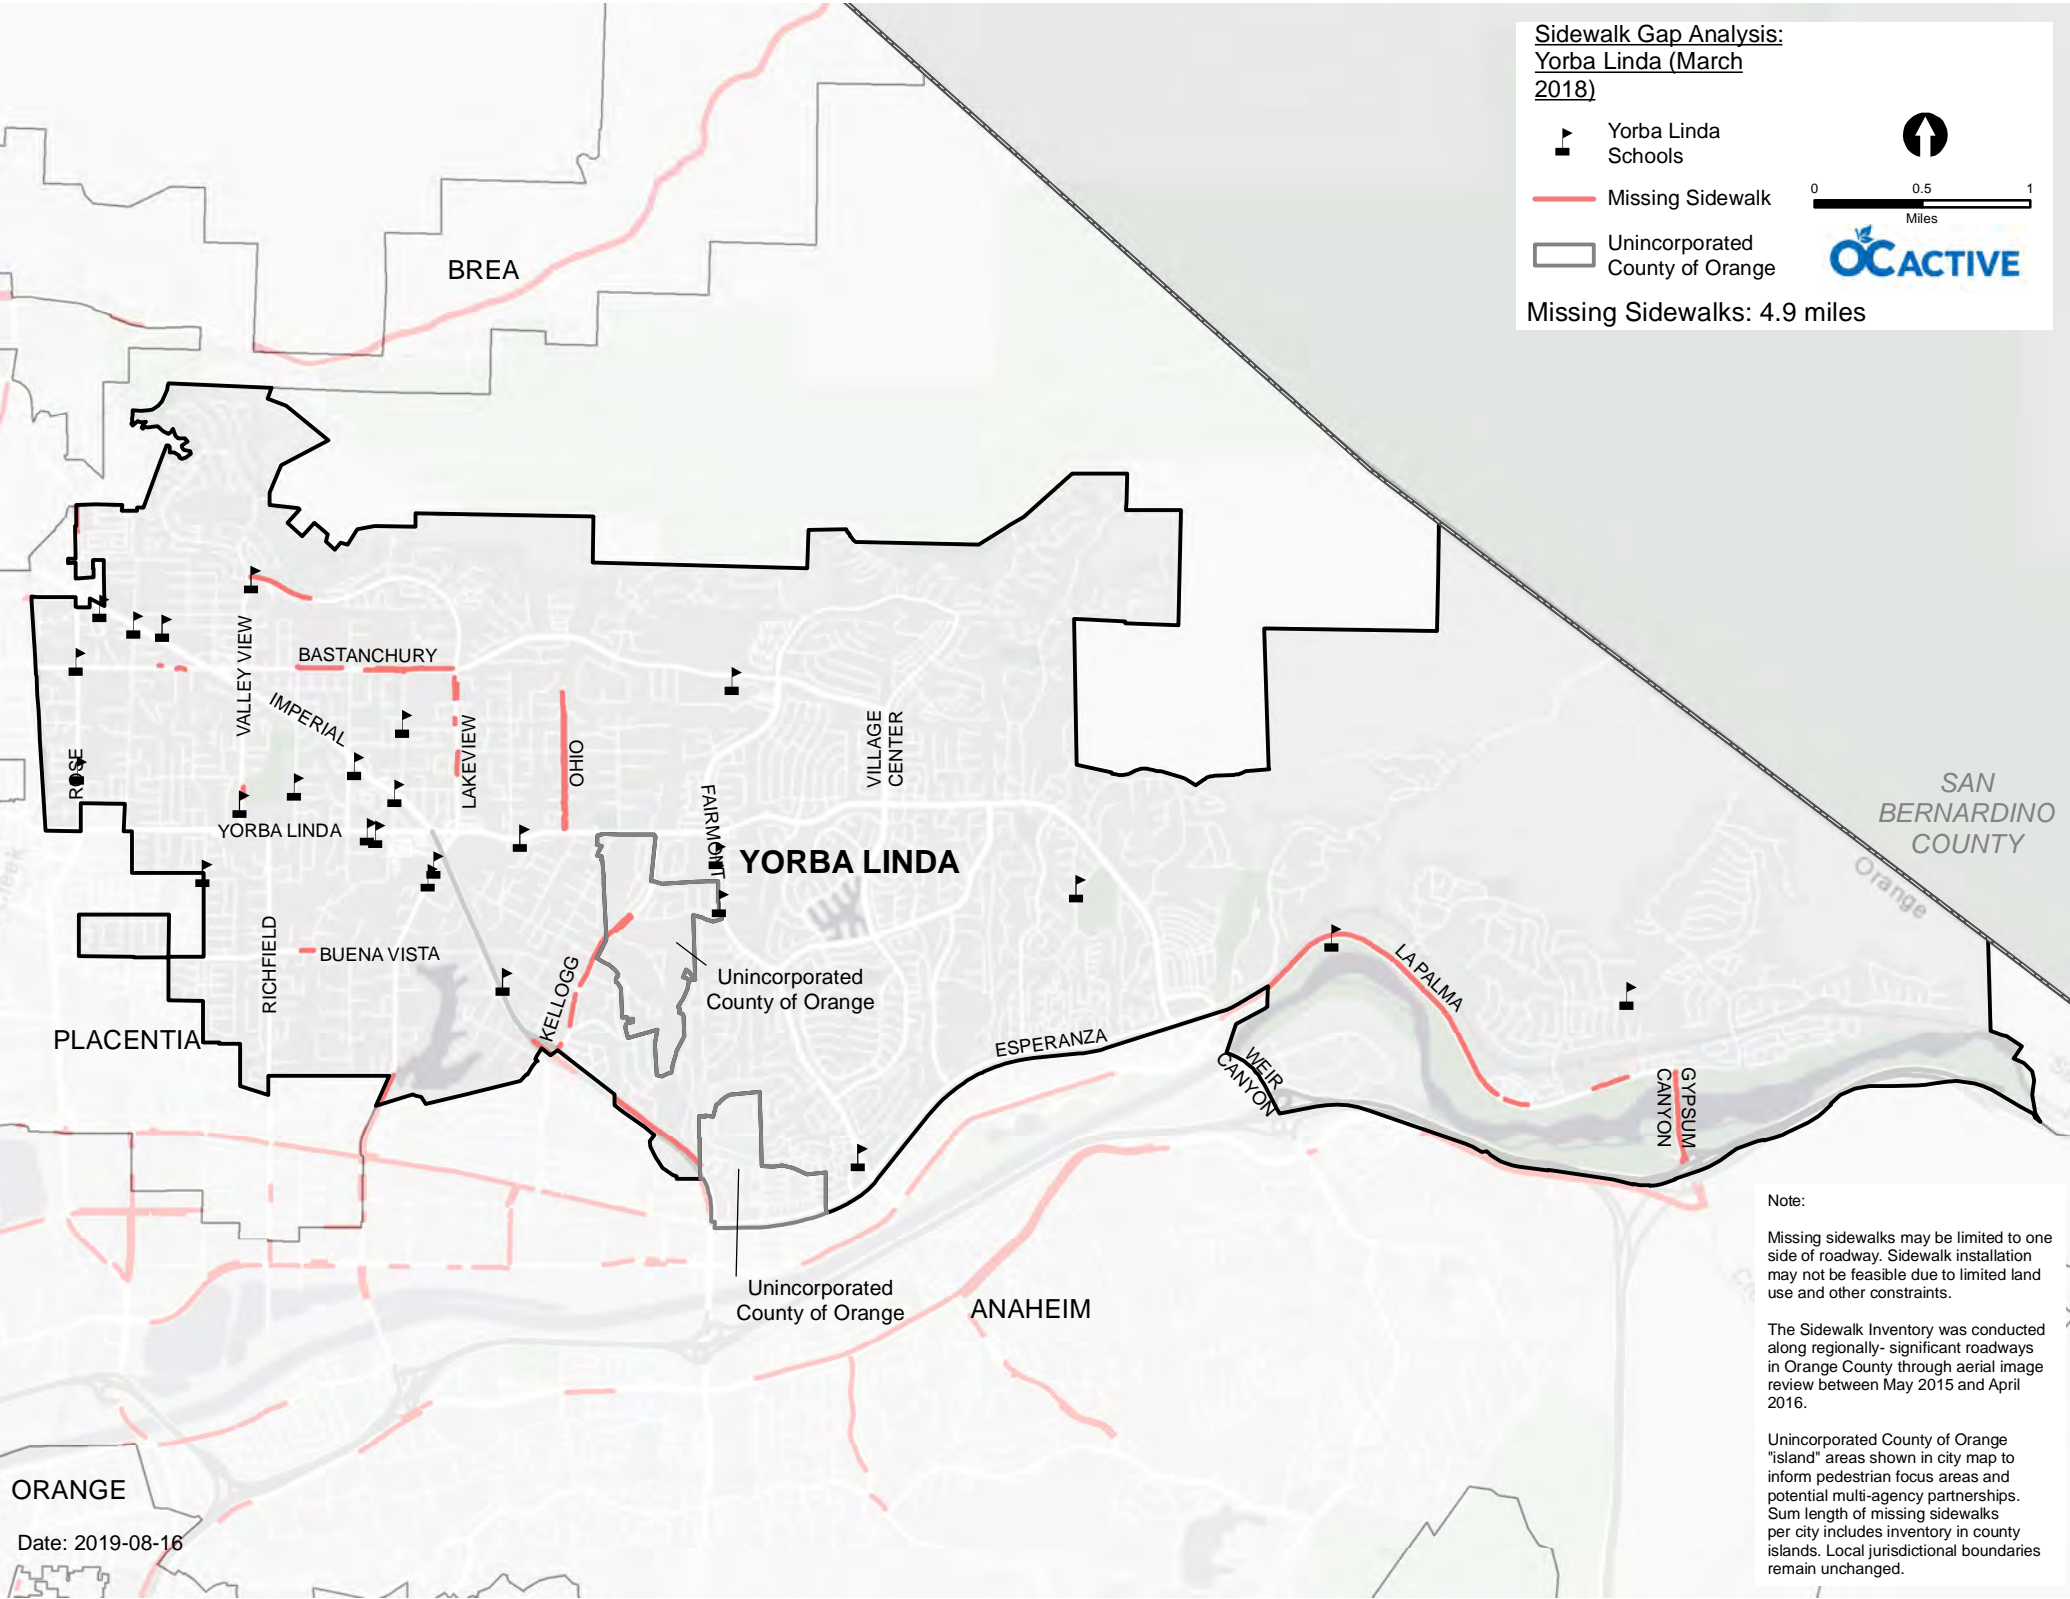 Sidewalk Gap Analysis:
Yorba Linda (March
2018)
Yorba Linda
Schools
Missing Sidewalk
Unincorporated
County of Orange
0 0.5 1
Miles
OC ACTIVE
Missing Sidewalks: 4.9 miles
BREA
BASTANCHURY
VALLEY VIEW
IMPERIAL
LAKEVIEW
OHIO
ROSE
VILLAGE
CENTER
FAIRMONT
YORBA LINDA
YORBA LINDA
SAN
BERNARDINO
COUNTY
Orange
RICHFIELD
BUENA VISTA
KELLOGG
Unincorporated
County of Orange
LA PALMA
PLACENTIA
ESPERANZA
WEIR
CANYON
GYPSUM
CANYON
Unincorporated
County of Orange
ANAHEIM
ORANGE
Date: 2019-08-16
Note:
Missing sidewalks may be limited to one
side of roadway. Sidewalk installation
may not be feasible due to limited land
use and other constraints.
The Sidewalk Inventory was conducted
along regionally- significant roadways
in Orange County through aerial image
review between May 2015 and April
2016.
Unincorporated County of Orange
"island" areas shown in city map to
inform pedestrian focus areas and
potential multi-agency partnerships.
Sum length of missing sidewalks
per city includes inventory in county
islands. Local jurisdictional boundaries
remain unchanged.